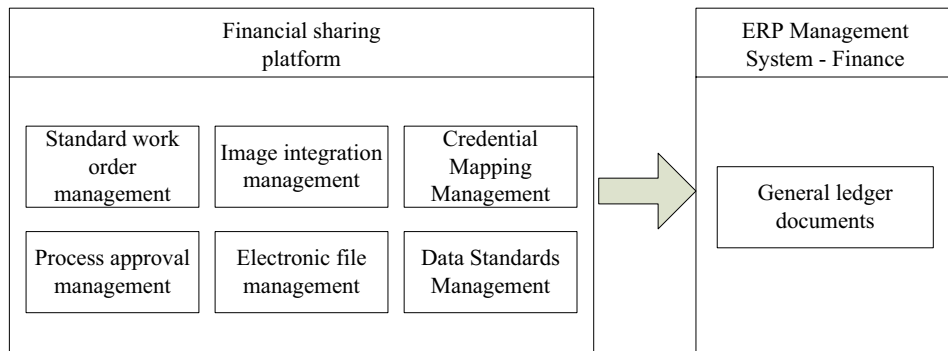 Financial sharing
platform
ERP Management
System - Finance
Standard work
order
management
Image integration
management
Credential
Mapping
Management
Process approval
management
Electronic file
management
Data Standards
Management
General ledger
documents